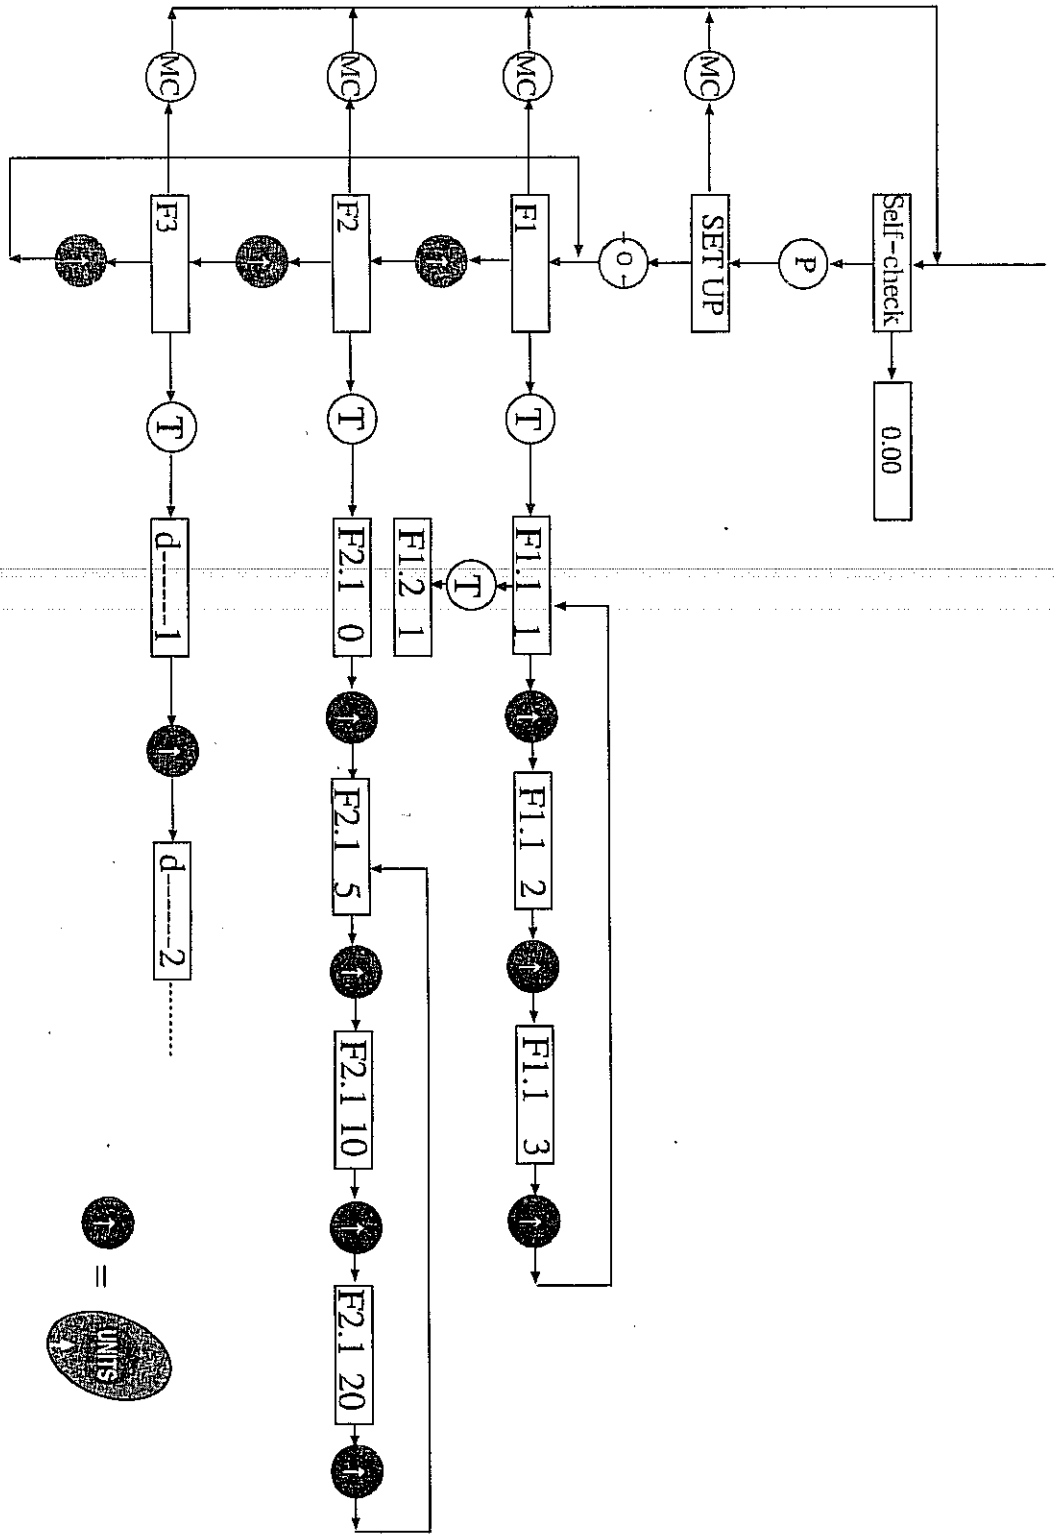 Self-check
0.00
P
MC
SET UP
-0-
MC
F1
T
F1.1 1
↑
F1.1 2
↑
F1.1 3
↑
T
F1.2 1
↑
MC
F2
T
F2.1 0
↑
F2.1 5
↑
F2.1 10
↑
F2.1 20
↑
↑
MC
F3
T
d------1
↑
d------2
↑
↑ = UNITS